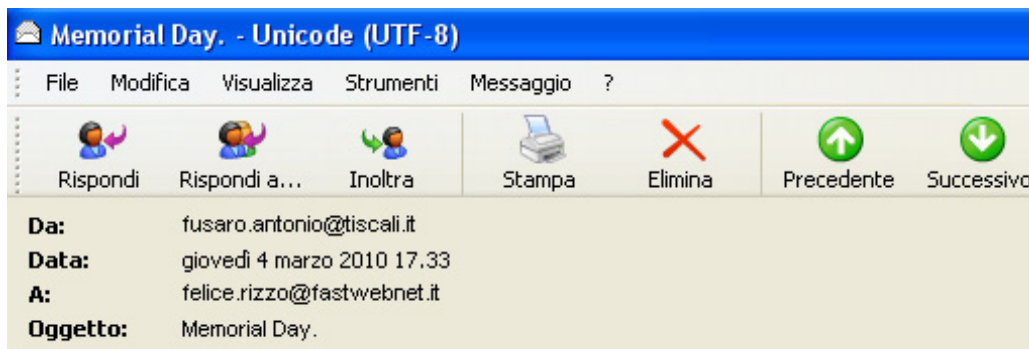 Memorial Day. - Unicode (UTF-8)
File Modifica Visualizza Strumenti Messaggio ?
Rispondi Rispondi a... Inoltra Stampa Elimina Precedente Successivo
Da: fusaro.antonio@tiscali.it
Data: giovedì 4 marzo 2010 17.33
A: felice.rizzo@fastwebnet.it
Oggetto: Memorial Day.